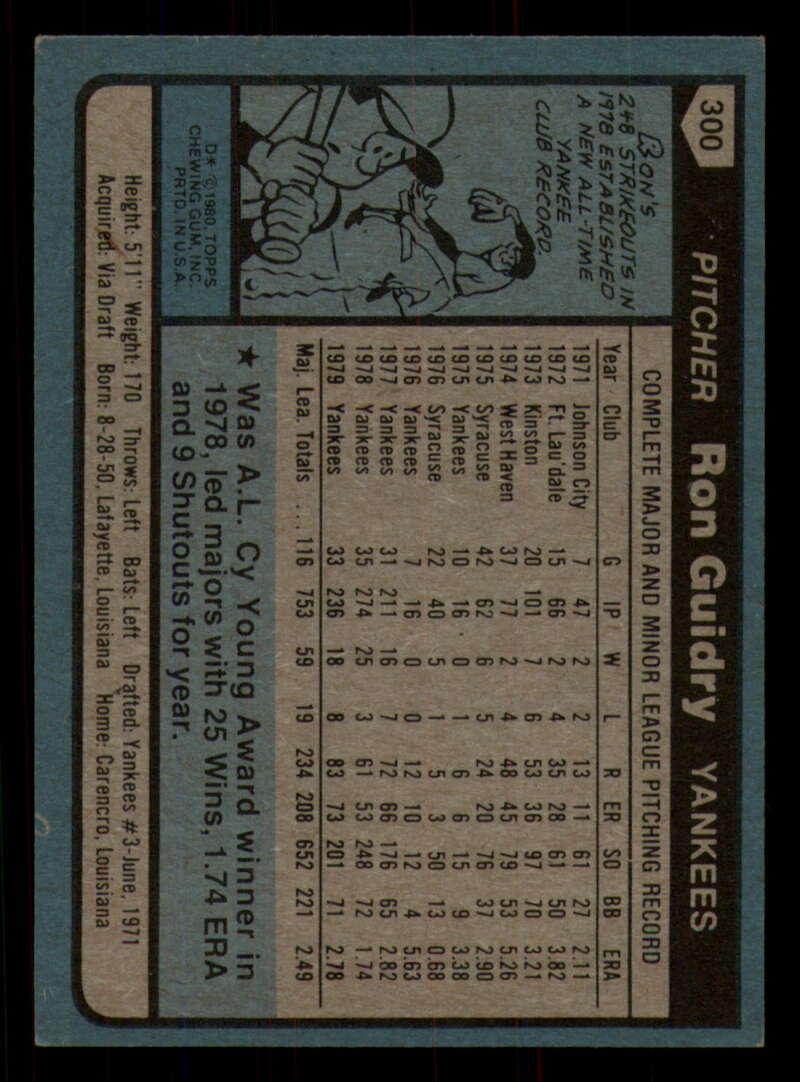 300
PITCHER Ron Guidry YANKEES
RON'S
248 STRIKEOUTS IN
1978 ESTABLISHED
A NEW ALL-TIME
YANKEE
CLUB RECORD.
D* © 1980, TOPPS
CHEWING GUM, INC.
PRTD. IN U.S.A.
COMPLETE MAJOR AND MINOR LEAGUE PITCHING RECORD
Year Club G IP W L R ER SO BB ERA
1971 Johnson City 7 47 2 2 13 11 61 27 2.11
1972 Ft. Lau'dale 15 66 2 4 35 28 61 50 3.82
1973 Kinston 20 101 7 6 53 36 97 70 3.21
1974 West Haven 37 77 2 4 48 45 79 53 5.26
1975 Syracuse 42 62 6 5 24 20 76 37 2.90
1975 Yankees 10 16 0 1 6 6 15 9 3.38
1976 Syracuse 22 40 5 1 5 3 50 13 0.68
1976 Yankees 7 16 0 0 12 10 12 4 5.63
1977 Yankees 31 211 16 7 72 66 176 65 2.82
1978 Yankees 35 274 25 3 61 53 248 72 1.74
1979 Yankees 33 236 18 8 83 73 201 71 2.78
Maj. Lea. Totals ... 116 753 59 19 234 208 652 221 2.49
★ Was A.L. Cy Young Award winner in
1978, led majors with 25 Wins, 1.74 ERA
and 9 Shutouts for year.
Height: 5'11" Weight: 170 Throws: Left Bats: Left Drafted: Yankees #3-June, 1971
Acquired: Via Draft Born: 8-28-50, Lafayette, Louisiana Home: Carencro, Louisiana